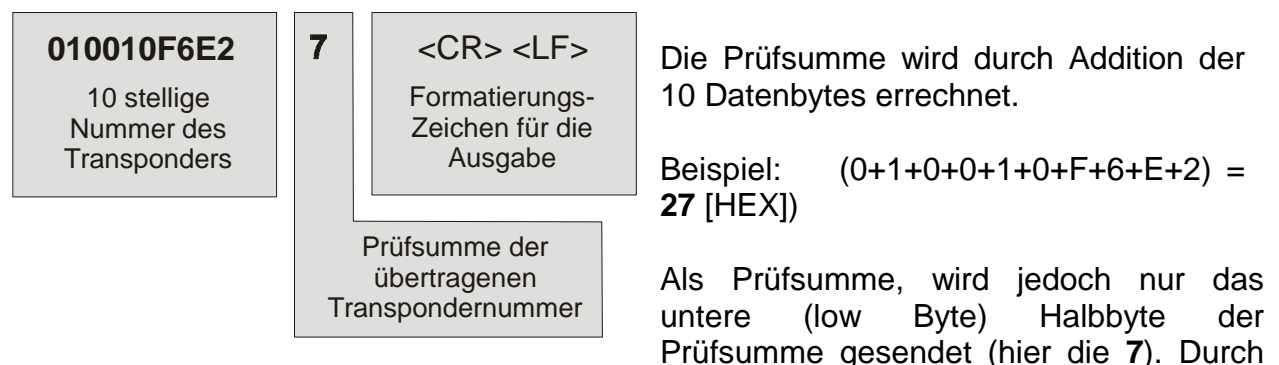 010010F6E2
10 stellige
Nummer des
Transponders
7
<CR> <LF>
Formatierungs-
Zeichen für die
Ausgabe
Prüfsumme der
übertragenen
Transpondernummer
Die Prüfsumme wird durch Addition der
10 Datenbytes errechnet.
Beispiel: (0+1+0+0+1+0+F+6+E+2) =
27 [HEX])
Als Prüfsumme, wird jedoch nur das
untere (low Byte) Halbbyte der
Prüfsumme gesendet (hier die 7). Durch